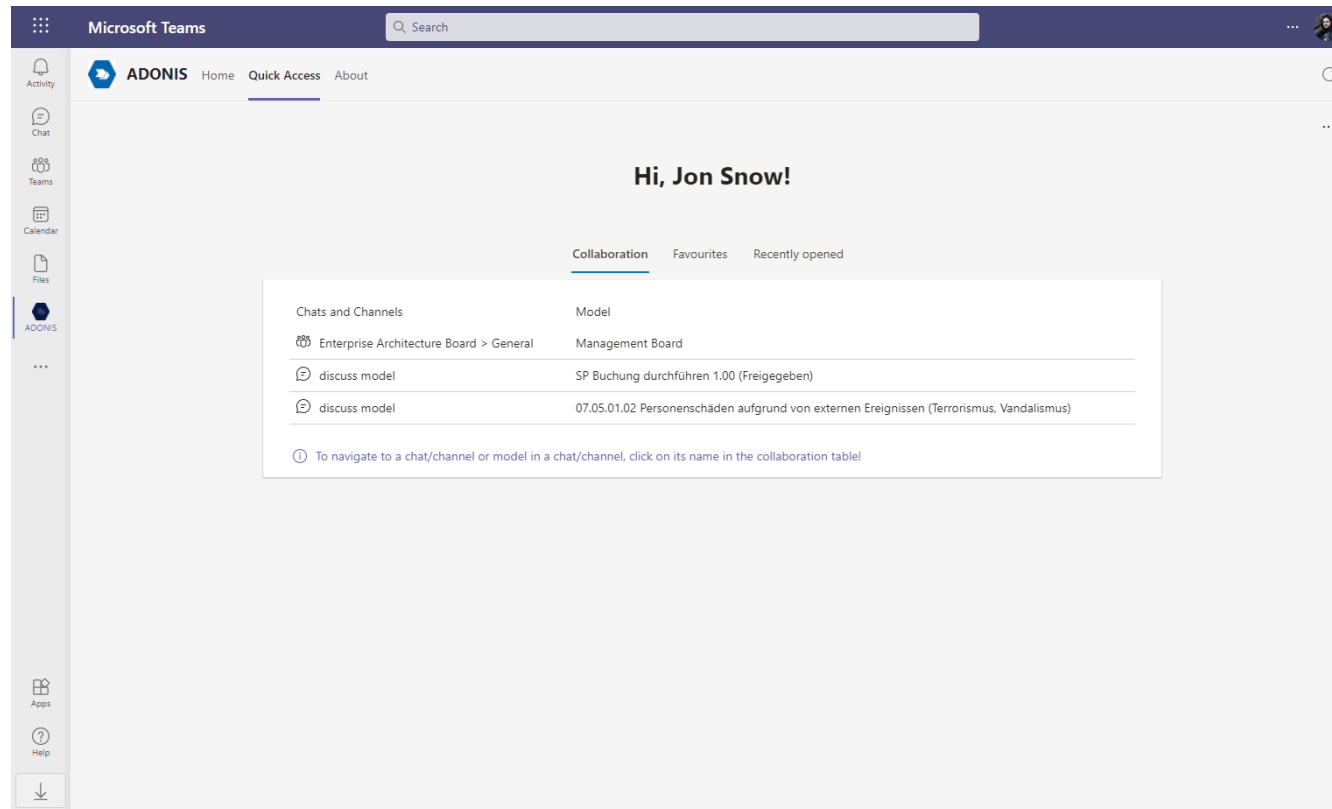 Microsoft Teams
Search
Activity
Chat
Teams
Calendar
Files
ADONIS
Apps
Help
ADONIS Home Quick Access About
Hi, Jon Snow!
Collaboration Favourites Recently opened
Chats and Channels Model
Enterprise Architecture Board > General Management Board
discuss model SP Buchung durchführen 1.00 (Freigegeben)
discuss model 07.05.01.02 Personenschäden aufgrund von externen Ereignissen (Terrorismus, Vandalismus)
To navigate to a chat/channel or model in a chat/channel, click on its name in the collaboration table!